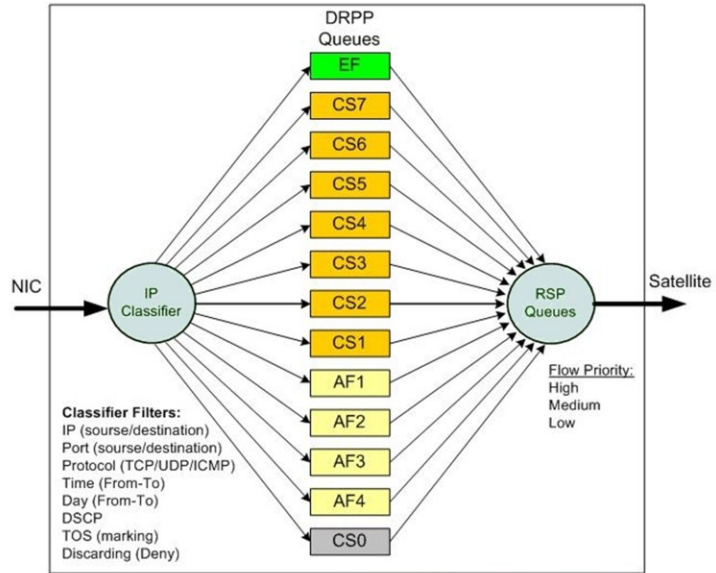 DRPP
Queues
EF
CS7
CS6
CS5
CS4
CS3
CS2
CS1
AF1
AF2
AF3
AF4
CS0
NIC
IP
Classifier
RSP
Queues
Satellite
Classifier Filters:
IP (sourse/destination)
Port (sourse/destination)
Protocol (TCP/UDP/ICMP)
Time (From-To)
Day (From-To)
DSCP
TOS (marking)
Discarding (Deny)
Flow Priority:
High
Medium
Low